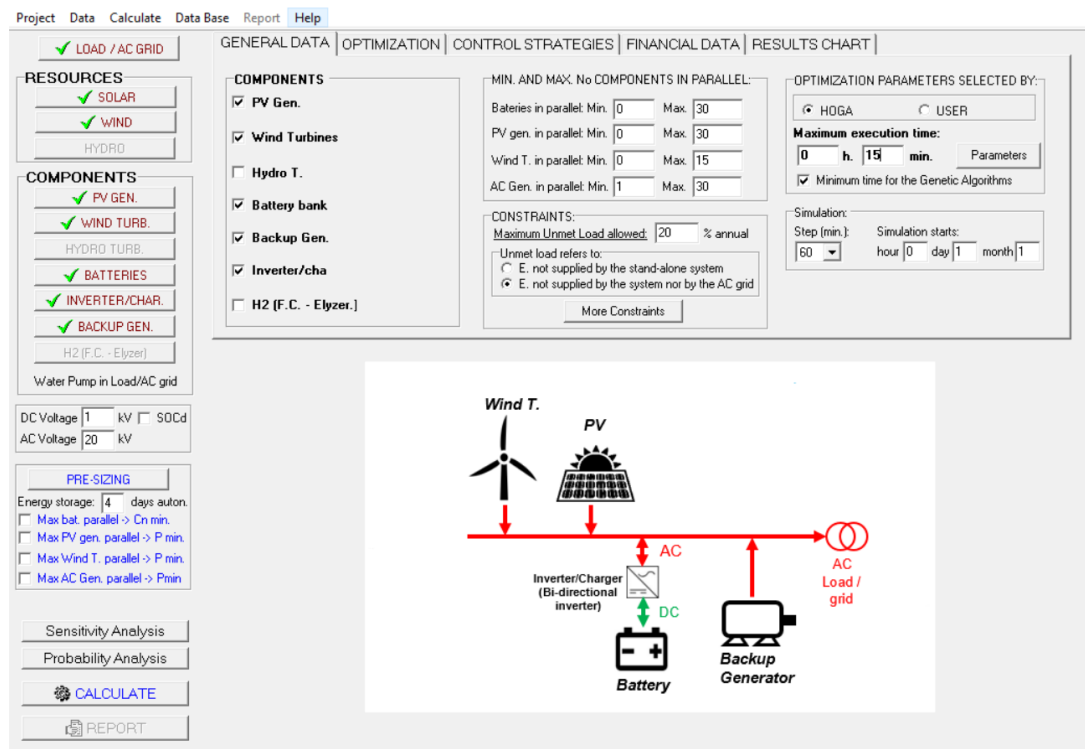 Project Data Calculate Data Base Report Help
LOAD / AC GRID
RESOURCES
SOLAR
WIND
HYDRO
COMPONENTS
PV GEN.
WIND TURB.
HYDRO TURB.
BATTERIES
INVERTER/CHAR.
BACKUP GEN.
H2 (F.C. - Elyzer)
Water Pump in Load/AC grid
DC Voltage 1 kV SOCd
AC Voltage 20 kV
PRE-SIZING
Energy storage: 4 days auton.
Max bat. parallel -> Cn min.
Max PV gen. parallel -> P min.
Max Wind T. parallel -> P min.
Max AC Gen. parallel -> Pmin
Sensitivity Analysis
Probability Analysis
CALCULATE
REPORT
GENERAL DATA OPTIMIZATION CONTROL STRATEGIES FINANCIAL DATA RESULTS CHART
COMPONENTS
PV Gen.
Wind Turbines
Hydro T.
Battery bank
Backup Gen.
Inverter/cha
H2 (F.C. - Elyzer.]
MIN. AND MAX. No COMPONENTS IN PARALLEL:
Bateries in parallel: Min. 0 Max. 30
PV gen. in parallel: Min. 0 Max. 30
Wind T. in parallel: Min. 0 Max. 15
AC Gen. in parallel: Min. 1 Max. 30
CONSTRAINTS:
Maximum Unmet Load allowed: 20 % annual
Unmet load refers to:
E. not supplied by the stand-alone system
E. not supplied by the system nor by the AC grid
More Constraints
OPTIMIZATION PARAMETERS SELECTED BY:
HOGA USER
Maximum execution time:
0 h. 15 min. Parameters
Minimum time for the Genetic Algorithms
Simulation:
Step (min.): Simulation starts:
60 hour 0 day 1 month 1
Wind T.
PV
AC
Inverter/Charger
(Bi-directional
inverter)
DC
Battery
Backup
Generator
AC
Load /
grid